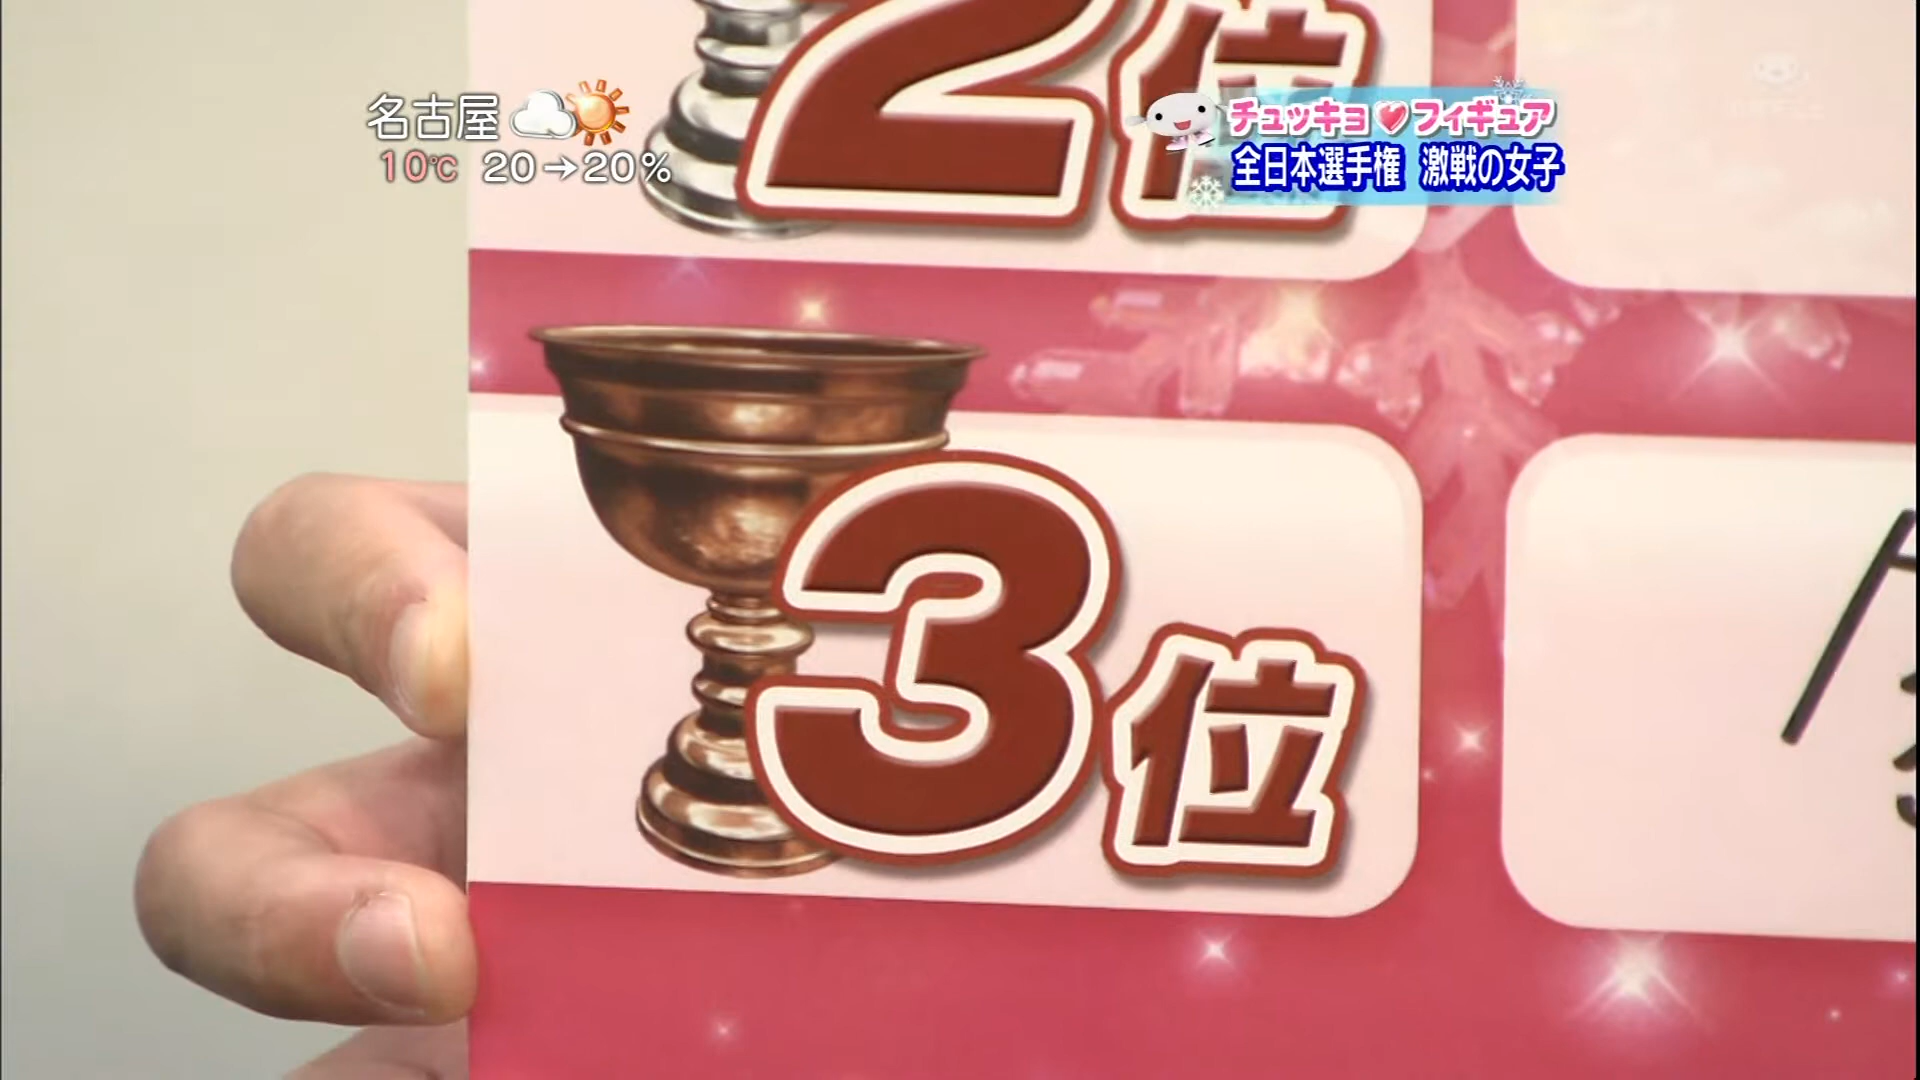 2位
名古屋
10℃ 20→20%
チュッキョ♥フィギュア
全日本選手権 激戦の女子
3位